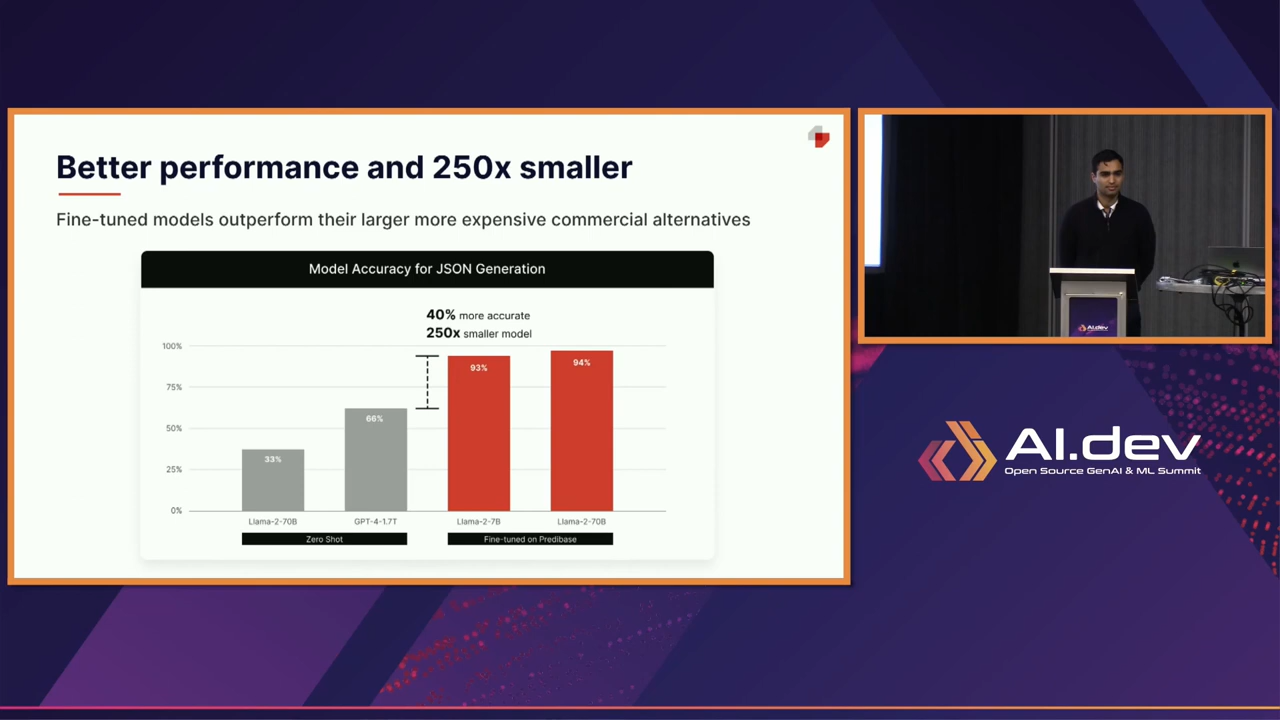 Better performance and 250x smaller
Fine-tuned models outperform their larger more expensive commercial alternatives
Model Accuracy for JSON Generation
40% more accurate
250x smaller model
100%
75%
50%
25%
0%
33%
66%
93%
94%
Llama-2-70B
GPT-4-1.7T
Llama-2-7B
Llama-2-70B
Zero Shot
Fine-tuned on Predibase
AI.dev
AI.dev
Open Source GenAI & ML Summit